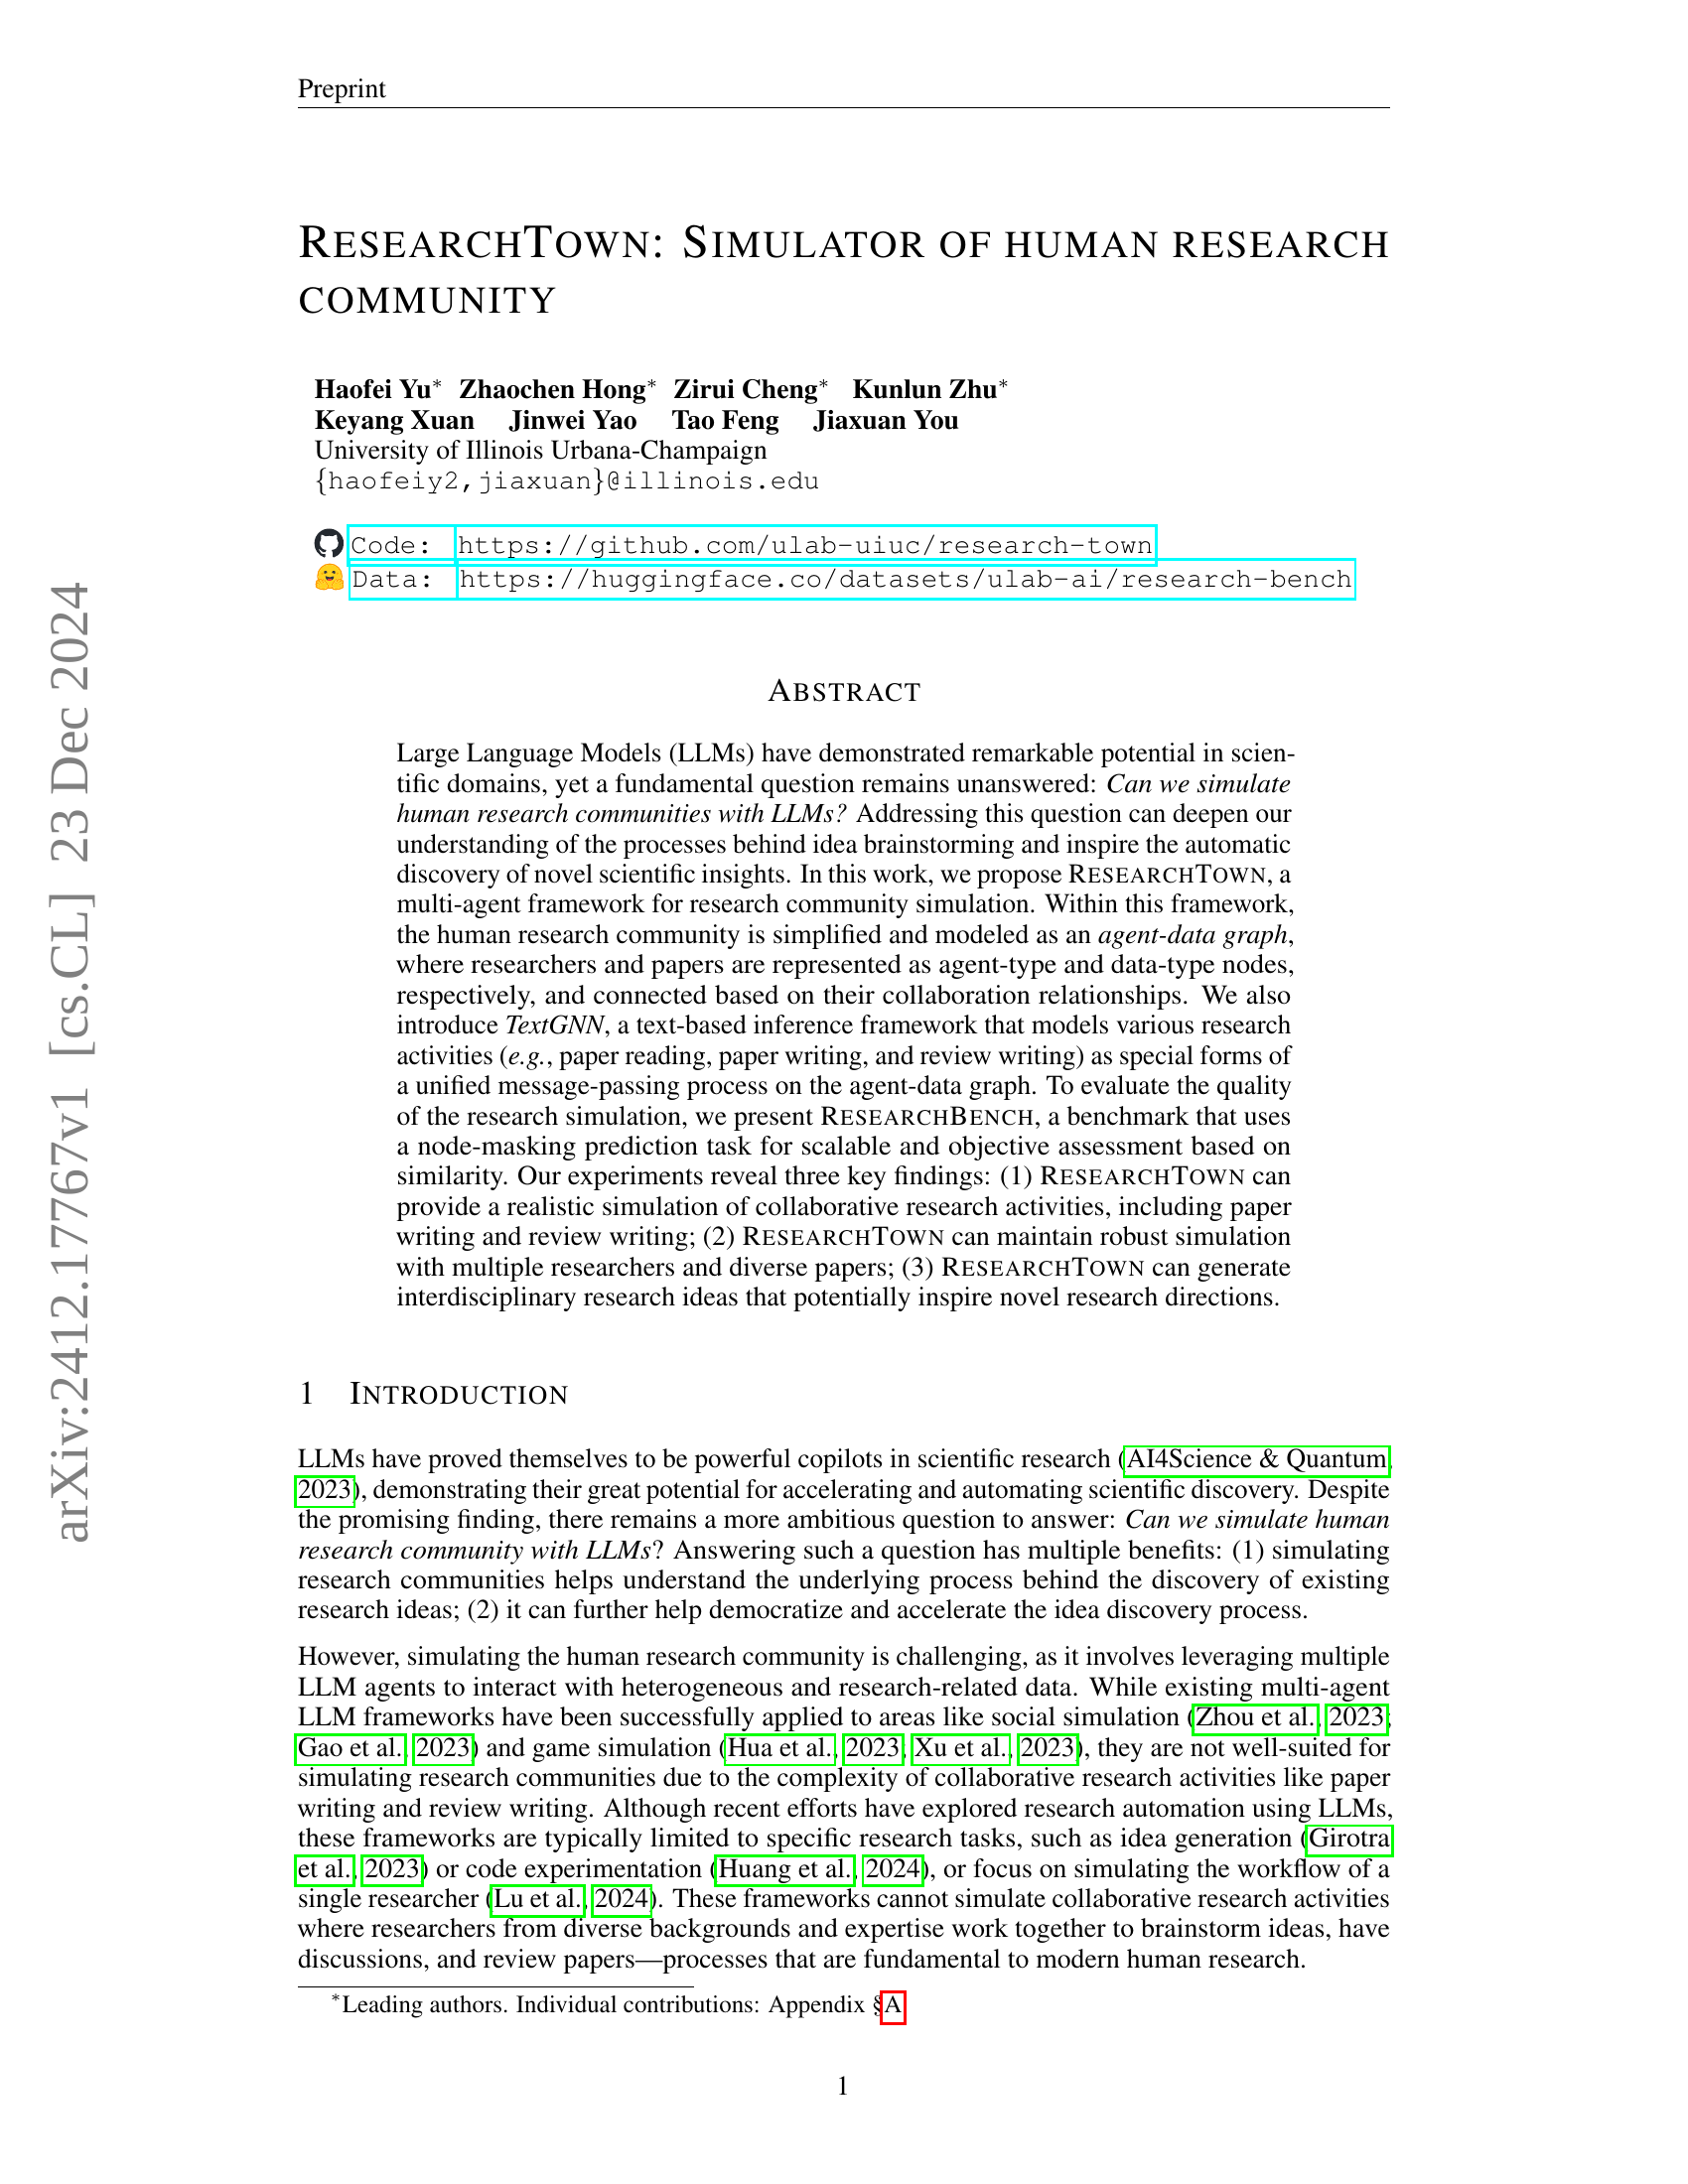 Preprint
RESEARCHTOWN: SIMULATOR OF HUMAN RESEARCH
COMMUNITY
Haofei Yu* Zhaochen Hong* Zirui Cheng* Kunlun Zhu*
Keyang Xuan Jinwei Yao Tao Feng Jiaxuan You
University of Illinois Urbana-Champaign
{haofeiy2,jiaxuan}@illinois.edu
Code: https://github.com/ulab-uiuc/research-town
Data: https://huggingface.co/datasets/ulab-ai/research-bench
arXiv:2412.17767v1 [cs.CL] 23 Dec 2024
ABSTRACT
Large Language Models (LLMs) have demonstrated remarkable potential in scien-
tific domains, yet a fundamental question remains unanswered: Can we simulate
human research communities with LLMs? Addressing this question can deepen our
understanding of the processes behind idea brainstorming and inspire the automatic
discovery of novel scientific insights. In this work, we propose RESEARCHTOWN, a
multi-agent framework for research community simulation. Within this framework,
the human research community is simplified and modeled as an agent-data graph,
where researchers and papers are represented as agent-type and data-type nodes,
respectively, and connected based on their collaboration relationships. We also
introduce TextGNN, a text-based inference framework that models various research
activities (e.g., paper reading, paper writing, and review writing) as special forms of
a unified message-passing process on the agent-data graph. To evaluate the quality
of the research simulation, we present RESEARCHBENCH, a benchmark that uses
a node-masking prediction task for scalable and objective assessment based on
similarity. Our experiments reveal three key findings: (1) RESEARCHTOWN can
provide a realistic simulation of collaborative research activities, including paper
writing and review writing; (2) RESEARCHTOWN can maintain robust simulation
with multiple researchers and diverse papers; (3) RESEARCHTOWN can generate
interdisciplinary research ideas that potentially inspire novel research directions.
1 INTRODUCTION
LLMs have proved themselves to be powerful copilots in scientific research (AI4Science & Quantum,
2023), demonstrating their great potential for accelerating and automating scientific discovery. Despite
the promising finding, there remains a more ambitious question to answer: Can we simulate human
research community with LLMs? Answering such a question has multiple benefits: (1) simulating
research communities helps understand the underlying process behind the discovery of existing
research ideas; (2) it can further help democratize and accelerate the idea discovery process.
However, simulating the human research community is challenging, as it involves leveraging multiple
LLM agents to interact with heterogeneous and research-related data. While existing multi-agent
LLM frameworks have been successfully applied to areas like social simulation (Zhou et al., 2023;
Gao et al., 2023) and game simulation (Hua et al., 2023; Xu et al., 2023), they are not well-suited for
simulating research communities due to the complexity of collaborative research activities like paper
writing and review writing. Although recent efforts have explored research automation using LLMs,
these frameworks are typically limited to specific research tasks, such as idea generation (Girotra
et al., 2023) or code experimentation (Huang et al., 2024), or focus on simulating the workflow of a
single researcher (Lu et al., 2024). These frameworks cannot simulate collaborative research activities
where researchers from diverse backgrounds and expertise work together to brainstorm ideas, have
discussions, and review papers—processes that are fundamental to modern human research.
*Leading authors. Individual contributions: Appendix §A
1